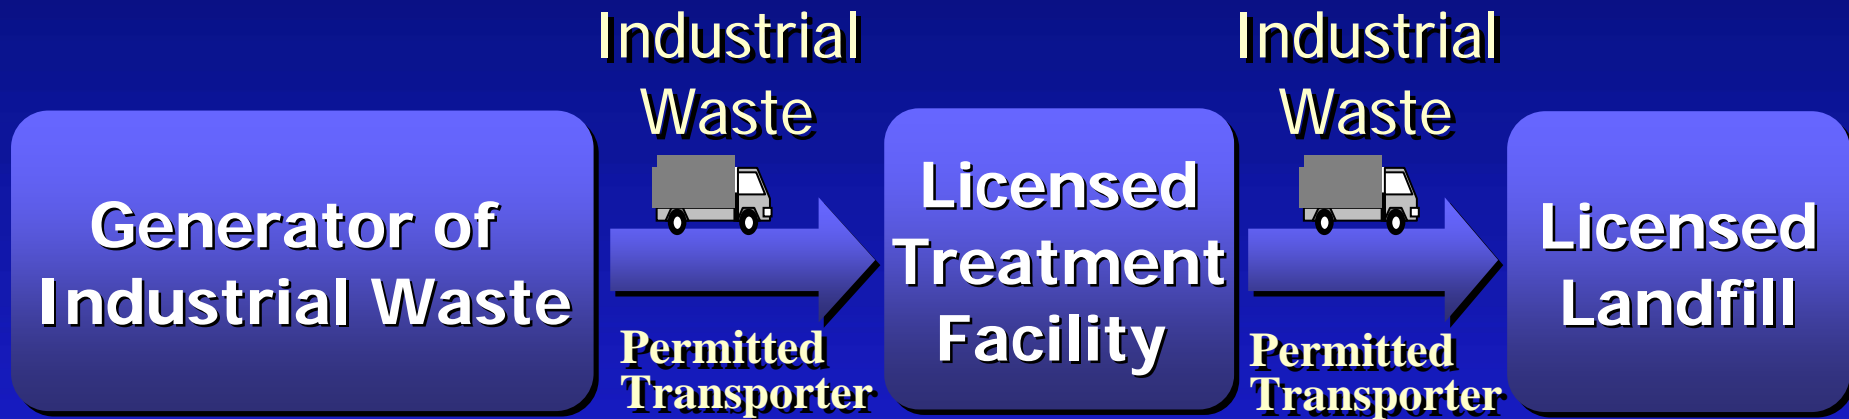 Generator of
Industrial Waste
Industrial
Waste
Permitted
Transporter
Licensed
Treatment
Facility
Industrial
Waste
Permitted
Transporter
Licensed
Landfill